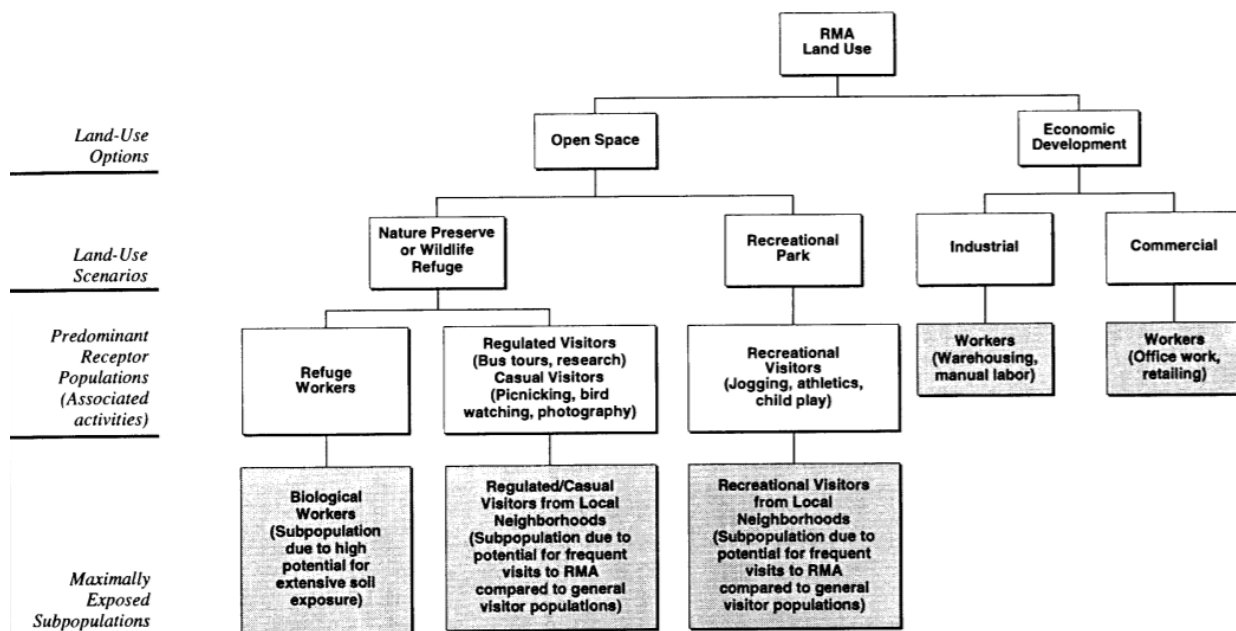 RMA
Land Use
Land-Use
Options
Open Space
Economic
Development
Land-Use
Scenarios
Nature Preserve
or Wildlife
Refuge
Recreational
Park
Industrial
Commercial
Predominant
Receptor
Populations
(Associated
activities)
Refuge
Workers
Regulated Visitors
(Bus tours, research)
Casual Visitors
(Picnicking, bird
watching, photography)
Recreational
Visitors
(Jogging, athletics,
child play)
Workers
(Warehousing,
manual labor)
Workers
(Office work,
retailing)
Maximally
Exposed
Subpopulations
Biological
Workers
(Subpopulation
due to high
potential for
extensive soil
exposure)
Regulated/Casual
Visitors from Local
Neighborhoods
(Subpopulation due to
potential for frequent
visits to RMA
compared to general
visitor populations)
Recreational Visitors
from Local
Neighborhoods
(Subpopulation due to
potential for frequent
visits to RMA
compared to general
visitor populations)